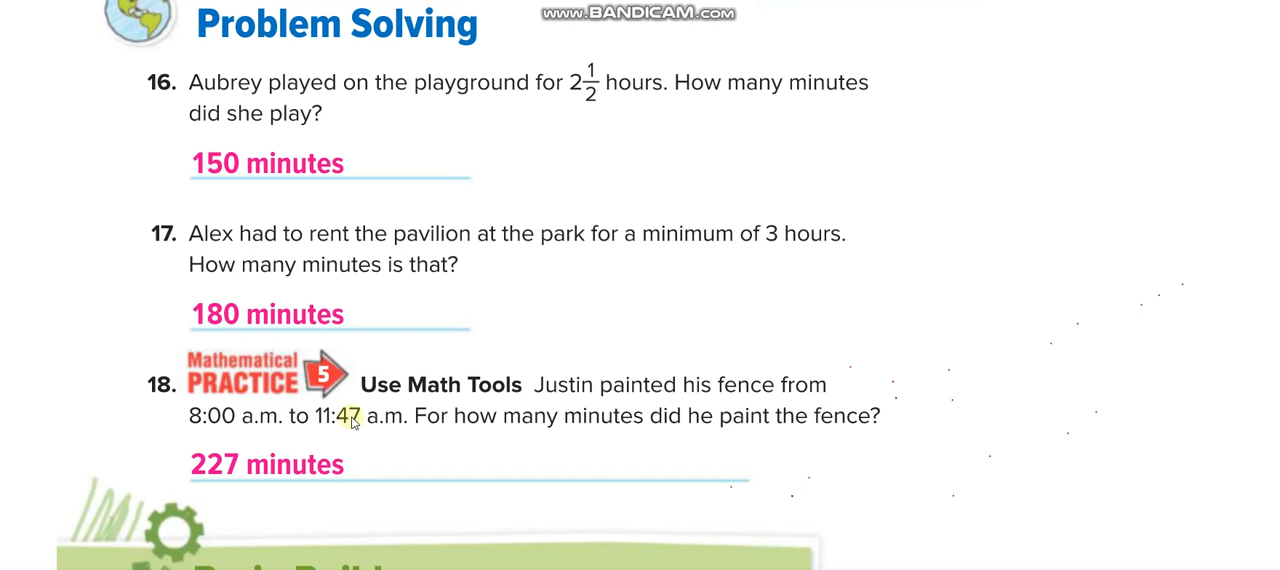 www.BANDICAM.com
Problem Solving
16. Aubrey played on the playground for 2 1/2 hours. How many minutes
did she play?
150 minutes
17. Alex had to rent the pavilion at the park for a minimum of 3 hours.
How many minutes is that?
180 minutes
Mathematical
18. PRACTICE 5 Use Math Tools Justin painted his fence from
8:00 a.m. to 11:47 a.m. For how many minutes did he paint the fence?
227 minutes